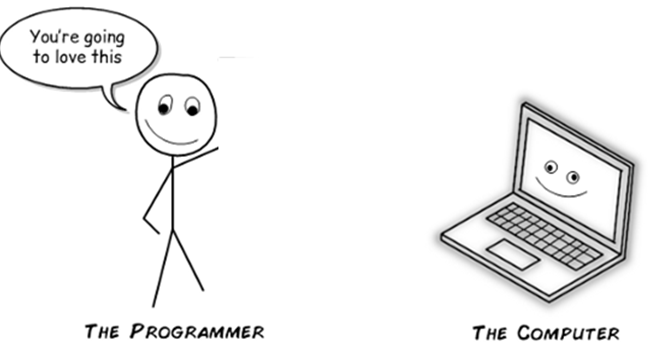 You're going
to love this
The Programmer
The Computer